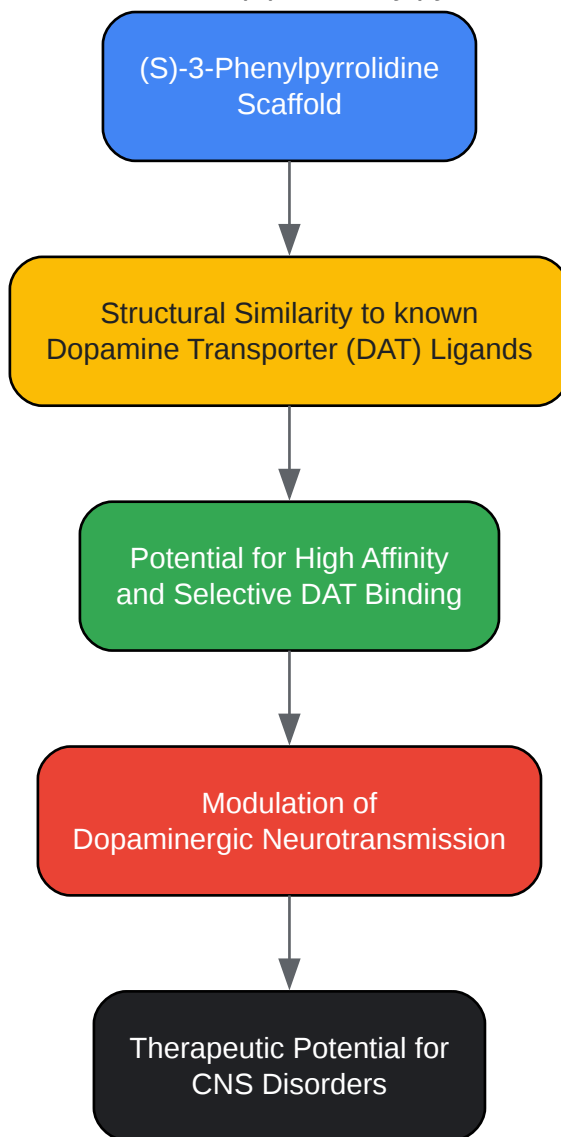 (S)-3-Phenylpyrrolidine
Scaffold
Structural Similarity to known
Dopamine Transporter (DAT) Ligands
Potential for High Affinity
and Selective DAT Binding
Modulation of
Dopaminergic Neurotransmission
Therapeutic Potential for
CNS Disorders